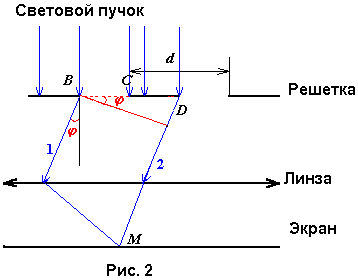 Световой пучок
d
B
C
φ
Решетка
D
φ
1
2
Линза
Экран
M
Рис. 2